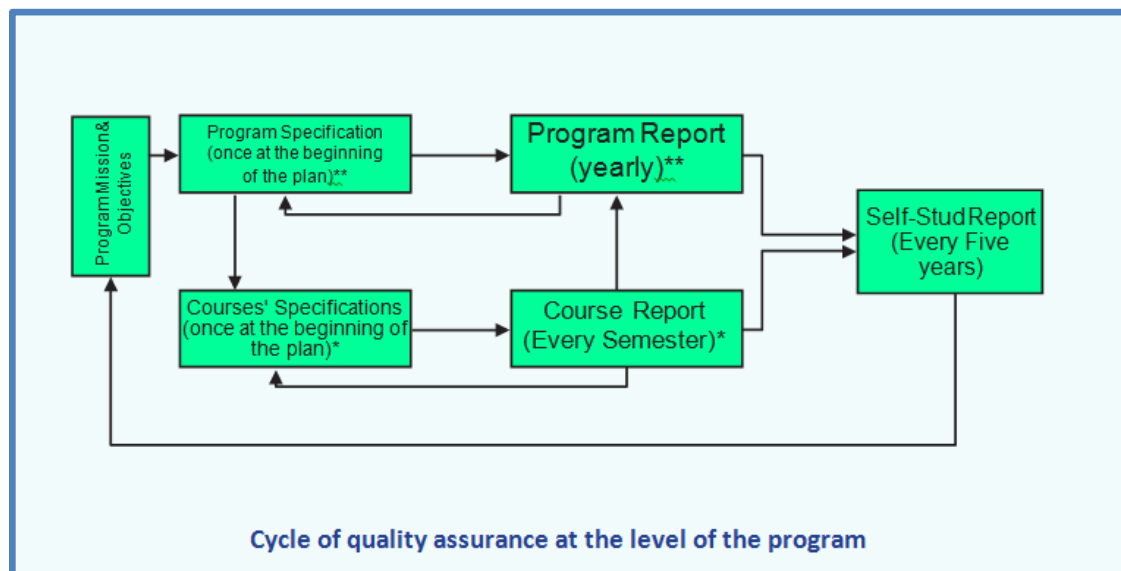 Program Mission&
Objectives
Program Specification
(once at the beginning
of the plan)**
Program Report
(yearly)**
Self-Stud Report
(Every Five
years)
Courses' Specifications
(once at the beginning of
the plan)*
Course Report
(Every Semester)*
Cycle of quality assurance at the level of the program